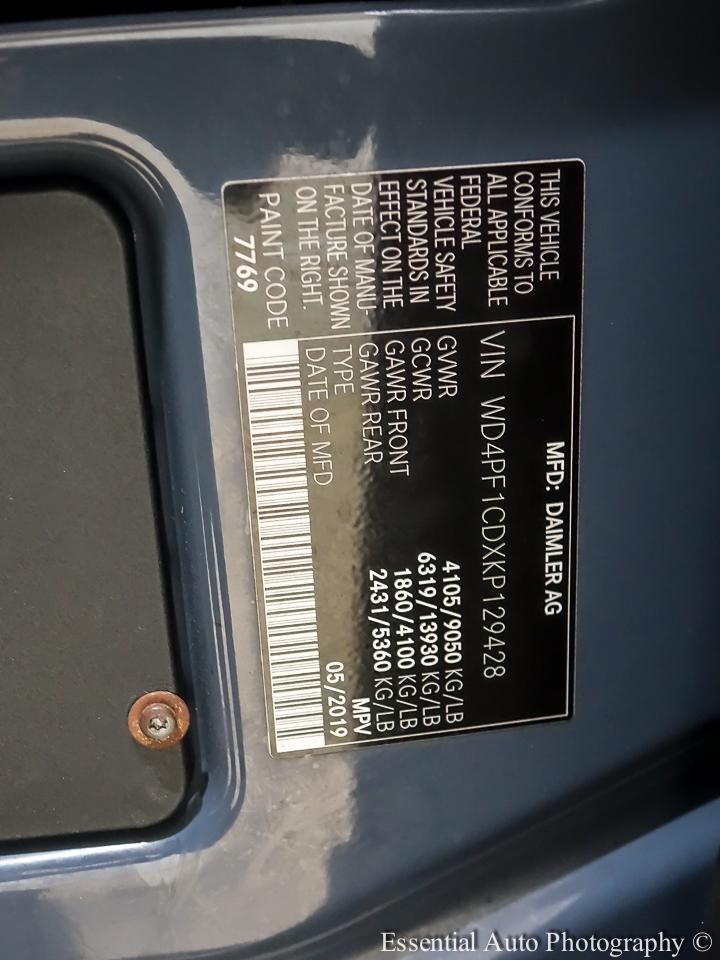 MFD: DAIMLER AG
THIS VEHICLE
CONFORMS TO
ALL APPLICABLE
FEDERAL
VEHICLE SAFETY
STANDARDS IN
EFFECT ON THE
DATE OF MANU-
FACTURE SHOWN
ON THE RIGHT.
PAINT CODE
7769
VIN WD4PF1CDXKP129428
GVWR 4105/9050 KG/LB
GCWR 6319/13930 KG/LB
GAWR FRONT 1860/4100 KG/LB
GAWR REAR 2431/5360 KG/LB
TYPE MPV
DATE OF MFD 05/2019
Essential Auto Photography ©